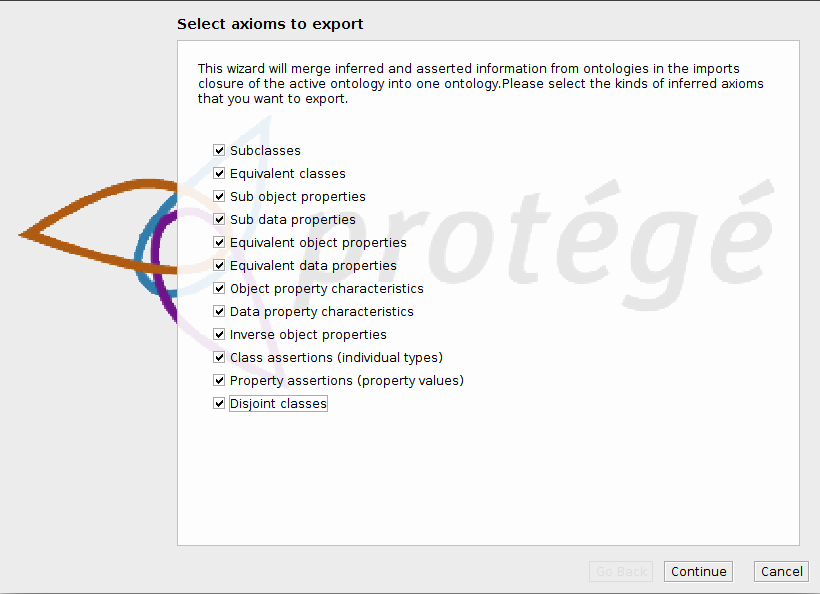 Select axioms to export
This wizard will merge inferred and asserted information from ontologies in the imports
closure of the active ontology into one ontology.Please select the kinds of inferred axioms
that you want to export.
Subclasses
Equivalent classes
Sub object properties
Sub data properties
Equivalent object properties
Equivalent data properties
Object property characteristics
Data property characteristics
Inverse object properties
Class assertions (individual types)
Property assertions (property values)
Disjoint classes
protégé
Go Back Continue Cancel